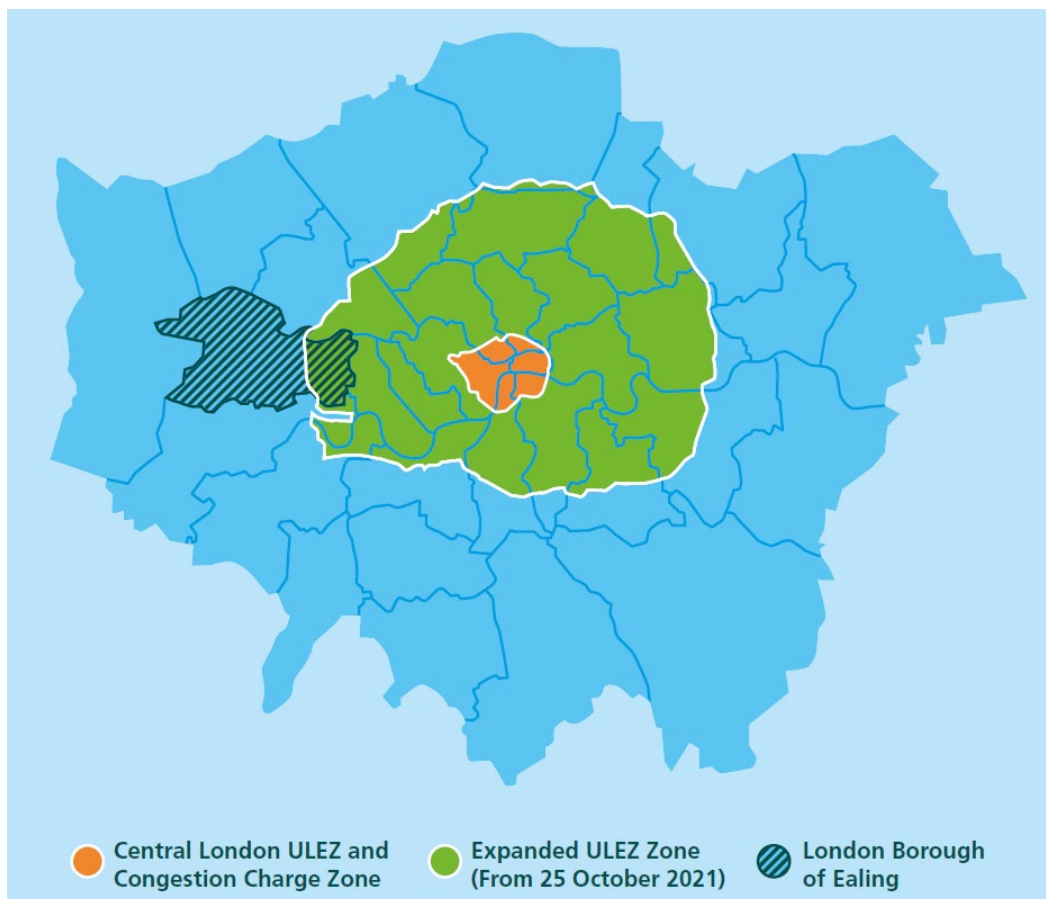 Central London ULEZ and
Congestion Charge Zone
Expanded ULEZ Zone
(From 25 October 2021)
London Borough
of Ealing